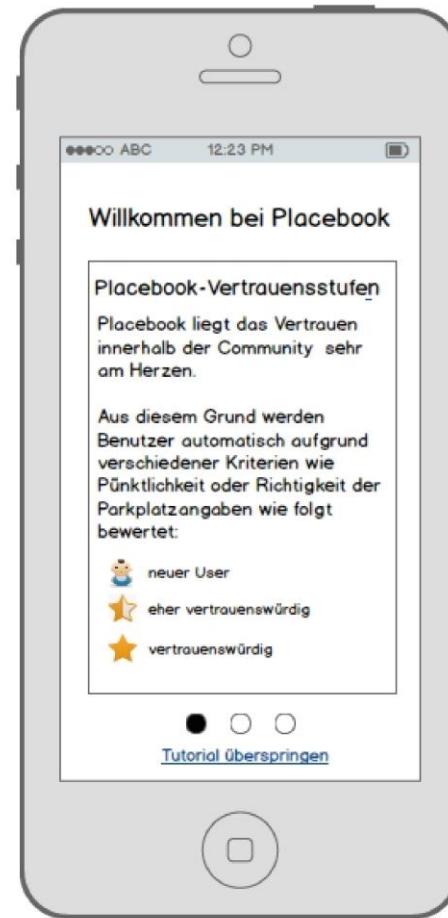 ABC 12:23 PM
Willkommen bei Placebook
Placebook-Vertrauensstufen
Placebook liegt das Vertrauen
innerhalb der Community sehr
am Herzen.
Aus diesem Grund werden
Benutzer automatisch aufgrund
verschiedener Kriterien wie
Pünktlichkeit oder Richtigkeit der
Parkplatzangaben wie folgt
bewertet:
neuer User
eher vertrauenswürdig
vertrauenswürdig
Tutorial überspringen